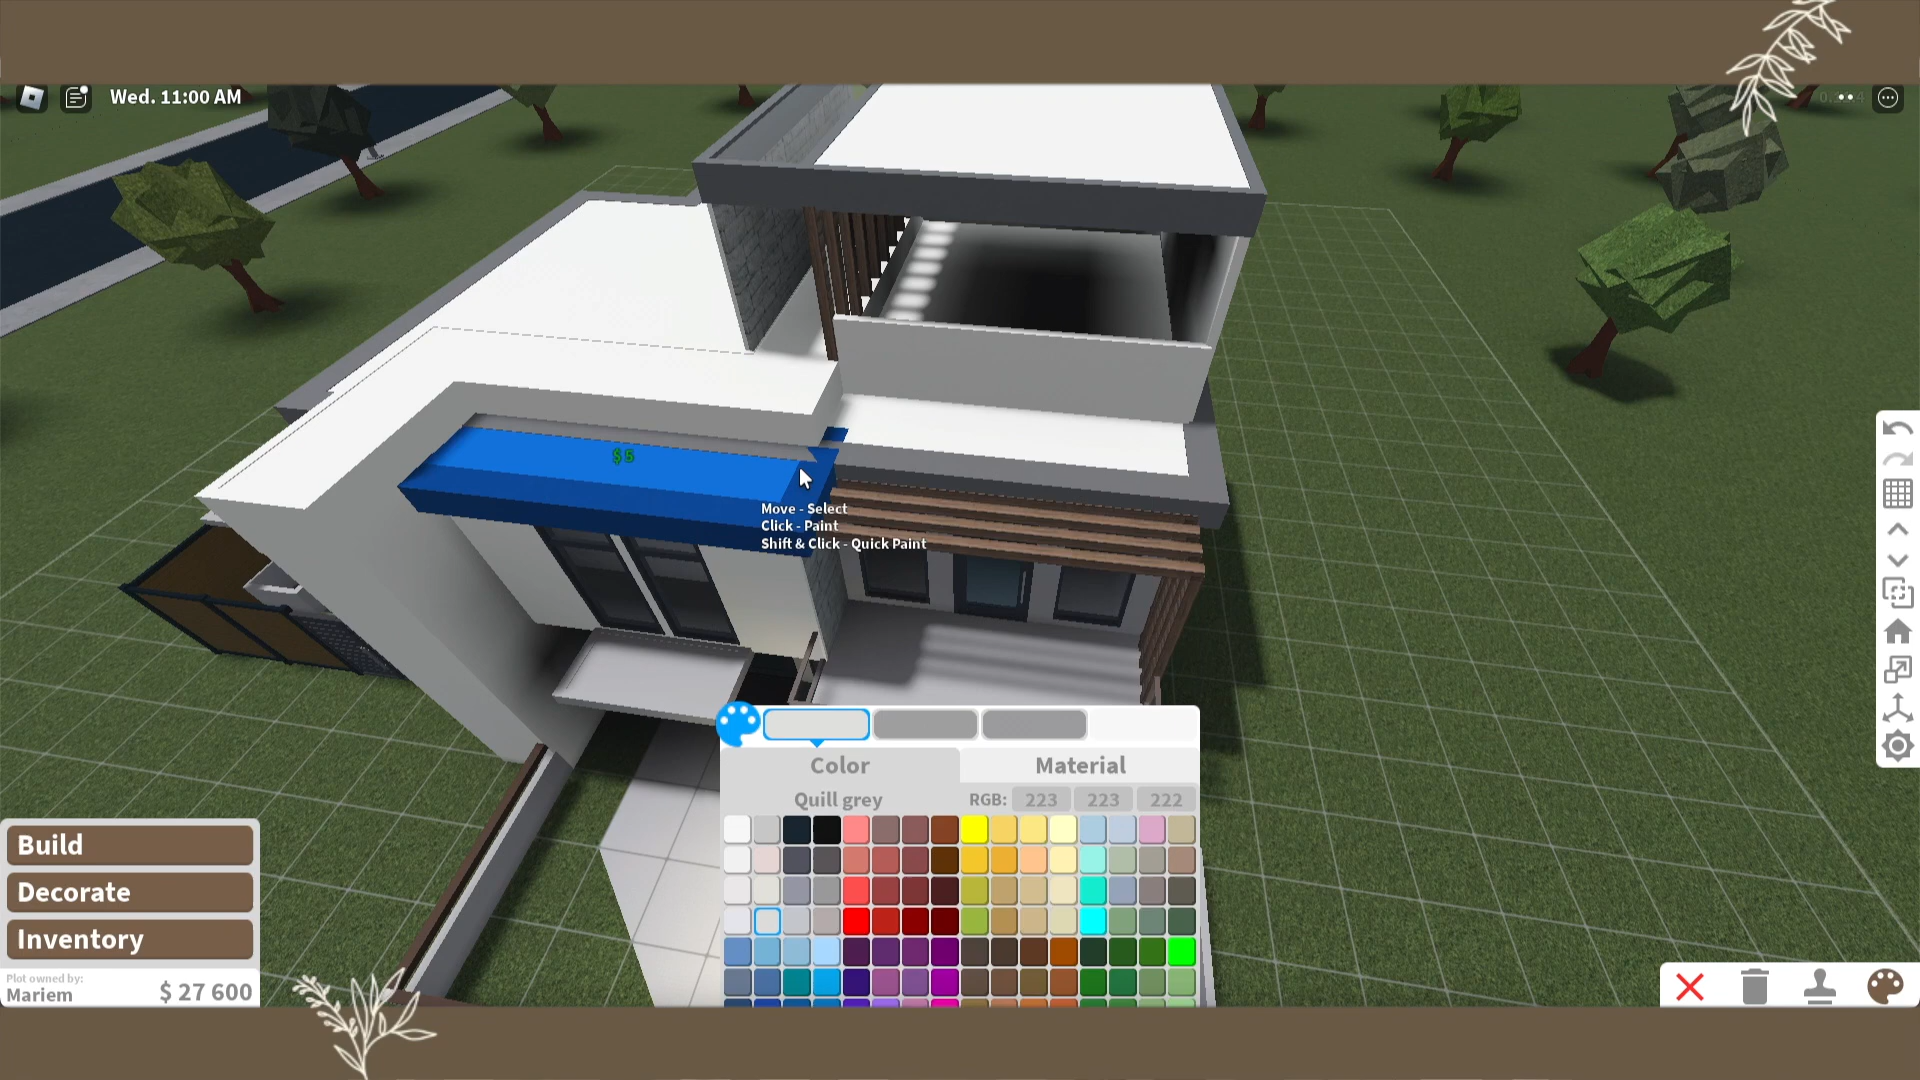 Wed. 11:00 AM
$ 5
Move - Select
Click - Paint
Shift & Click - Quick Paint
Color
Material
Quill grey
RGB:
223
223
222
Build
Decorate
Inventory
Plot owned by:
Mariem
$ 27 600